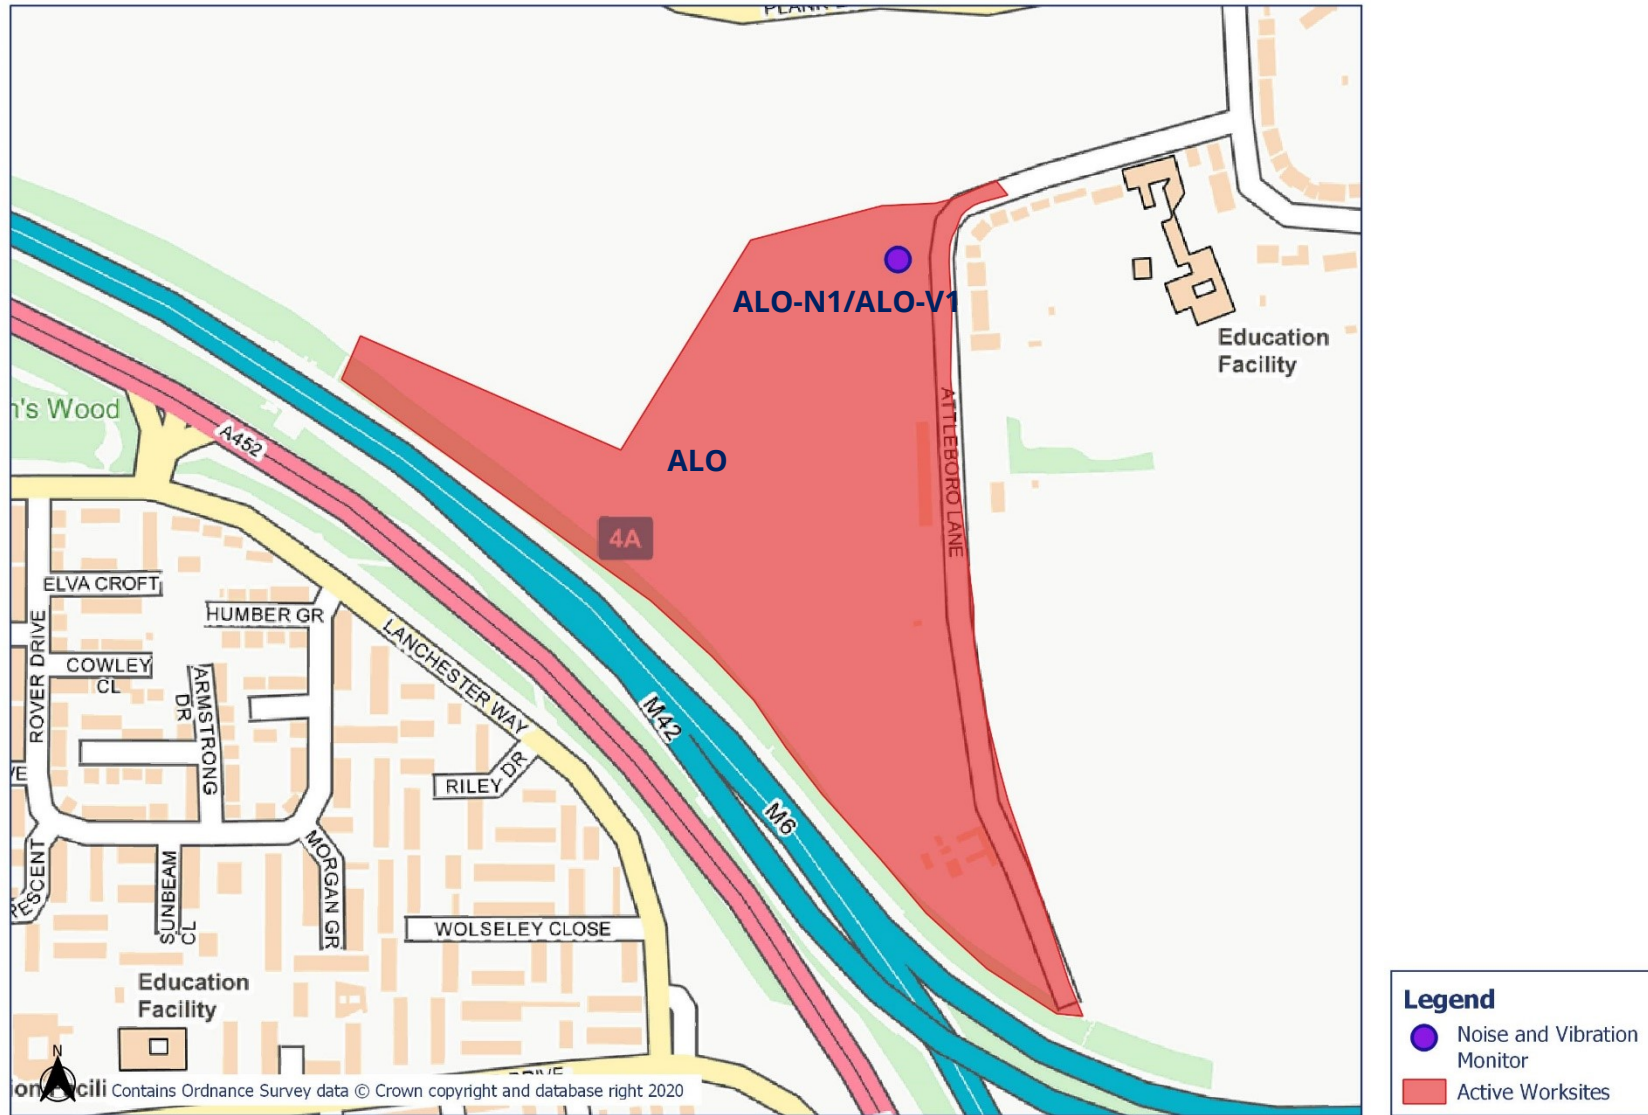 ALO-N1/ALO-V1
Education
Facility
ATTLEBORO LANE
n's Wood
A452
ALO
4A
ELVA CROFT
HUMBER GR
ROVER DRIVE
COWLEY
CL
ARMSTRONG
DR
LANCHESTER WAY
M42
RILEY DR
M6
MORGAN GR
SUNBEAM
CL
WOLSELEY CLOSE
Education
Facility
N
Contains Ordnance Survey data © Crown copyright and database right 2020
Legend
Noise and Vibration
Monitor
Active Worksites